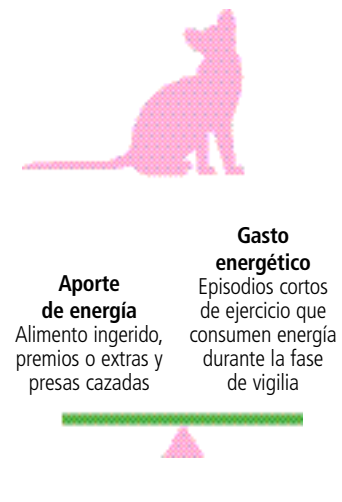 Aporte
de energía
Alimento ingerido,
premios o extras y
presas cazadas
Gasto
energético
Episodios cortos
de ejercicio que
consumen energía
durante la fase
de vigilia